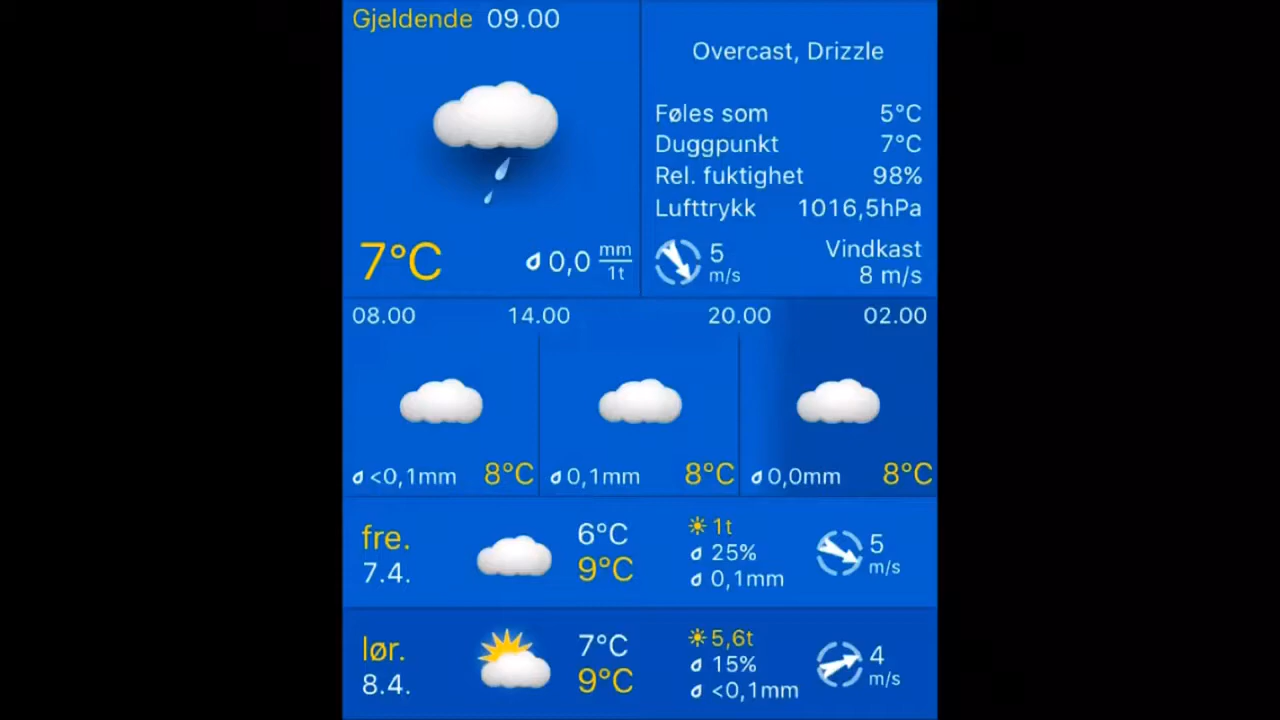 Gjeldende 09.00
7°C
0,0 mm/1t
Overcast, Drizzle
Føles som 5°C
Duggpunkt 7°C
Rel. fuktighet 98%
Lufttrykk 1016,5hPa
5 m/s
Vindkast
8 m/s
08.00 14.00 20.00 02.00
<0,1mm 8°C 0,1mm 8°C 0,0mm 8°C
fre.
7.4.
6°C
9°C
1t
25%
0,1mm
5
m/s
lør.
8.4.
7°C
9°C
5,6t
15%
<0,1mm
4
m/s